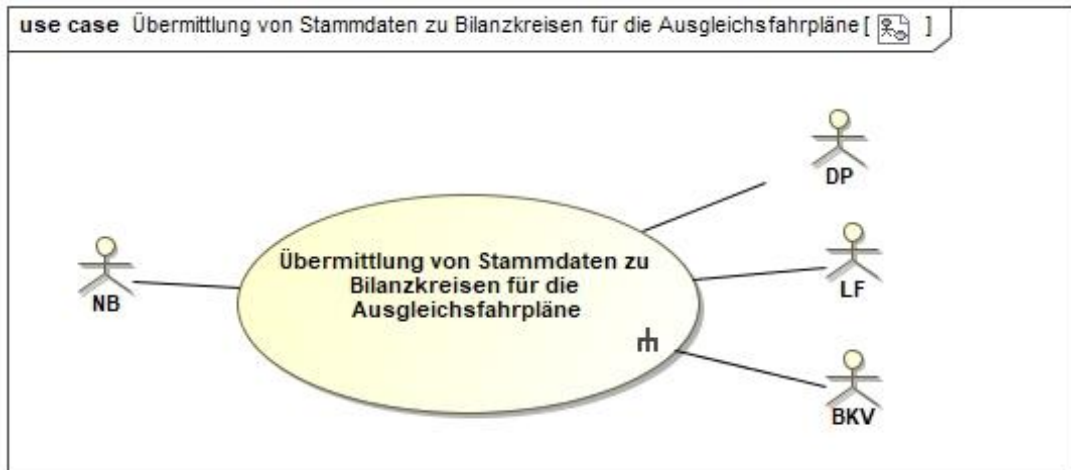 use case Übermittlung von Stammdaten zu Bilanzkreisen für die Ausgleichsfahrpläne [ ]
DP
NB
Übermittlung von Stammdaten zu
Bilanzkreisen für die
Ausgleichsfahrpläne
LF
BKV